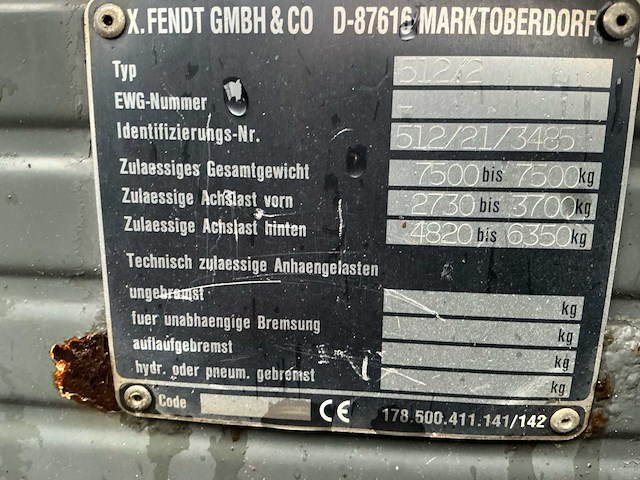 X. FENDT GMBH & CO D-87616 MARKTOBERDORF
Typ 512/2
EWG-Nummer -
Identifizierungs-Nr. 512/21/3485
Zulaessiges Gesamtgewicht 7500 bis 7500 kg
Zulaessige Achslast vorn 2730 bis 3700 kg
Zulaessige Achslast hinten 4820 bis 6350 kg
Technisch zulaessige Anhaengelasten
ungebremst kg
fuer unabhaengige Bremsung kg
auflaufgebremst kg
hydr. oder pneum. gebremst kg
Code CE 178.500.411.141/142